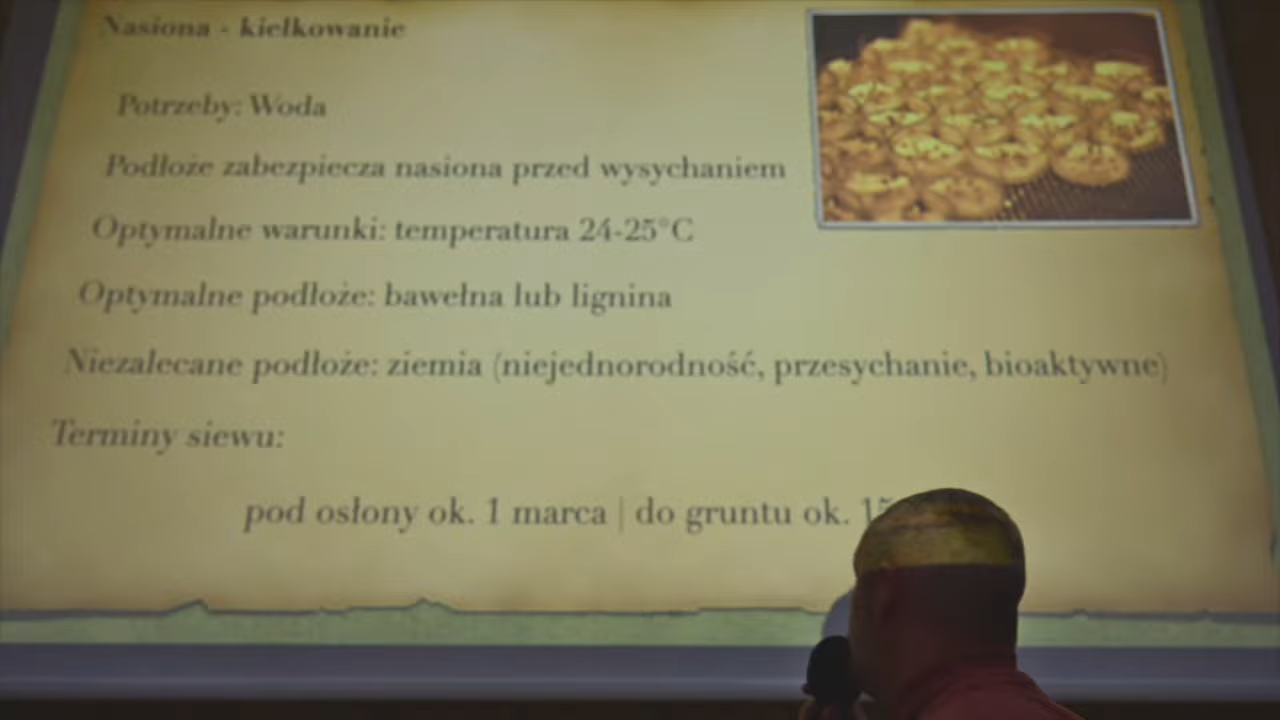 Nasiona - kiełkowanie
Potrzeby: Woda
Podłoże zabezpiecza nasiona przed wysychaniem
Optymalne warunki: temperatura 24-25°C
Optymalne podłoże: bawełna lub lignina
Niezalecane podłoże: ziemia (niejednorodność, przesychanie, bioaktywne)
Terminy siewu:
pod osłony ok. 1 marca | do gruntu ok.